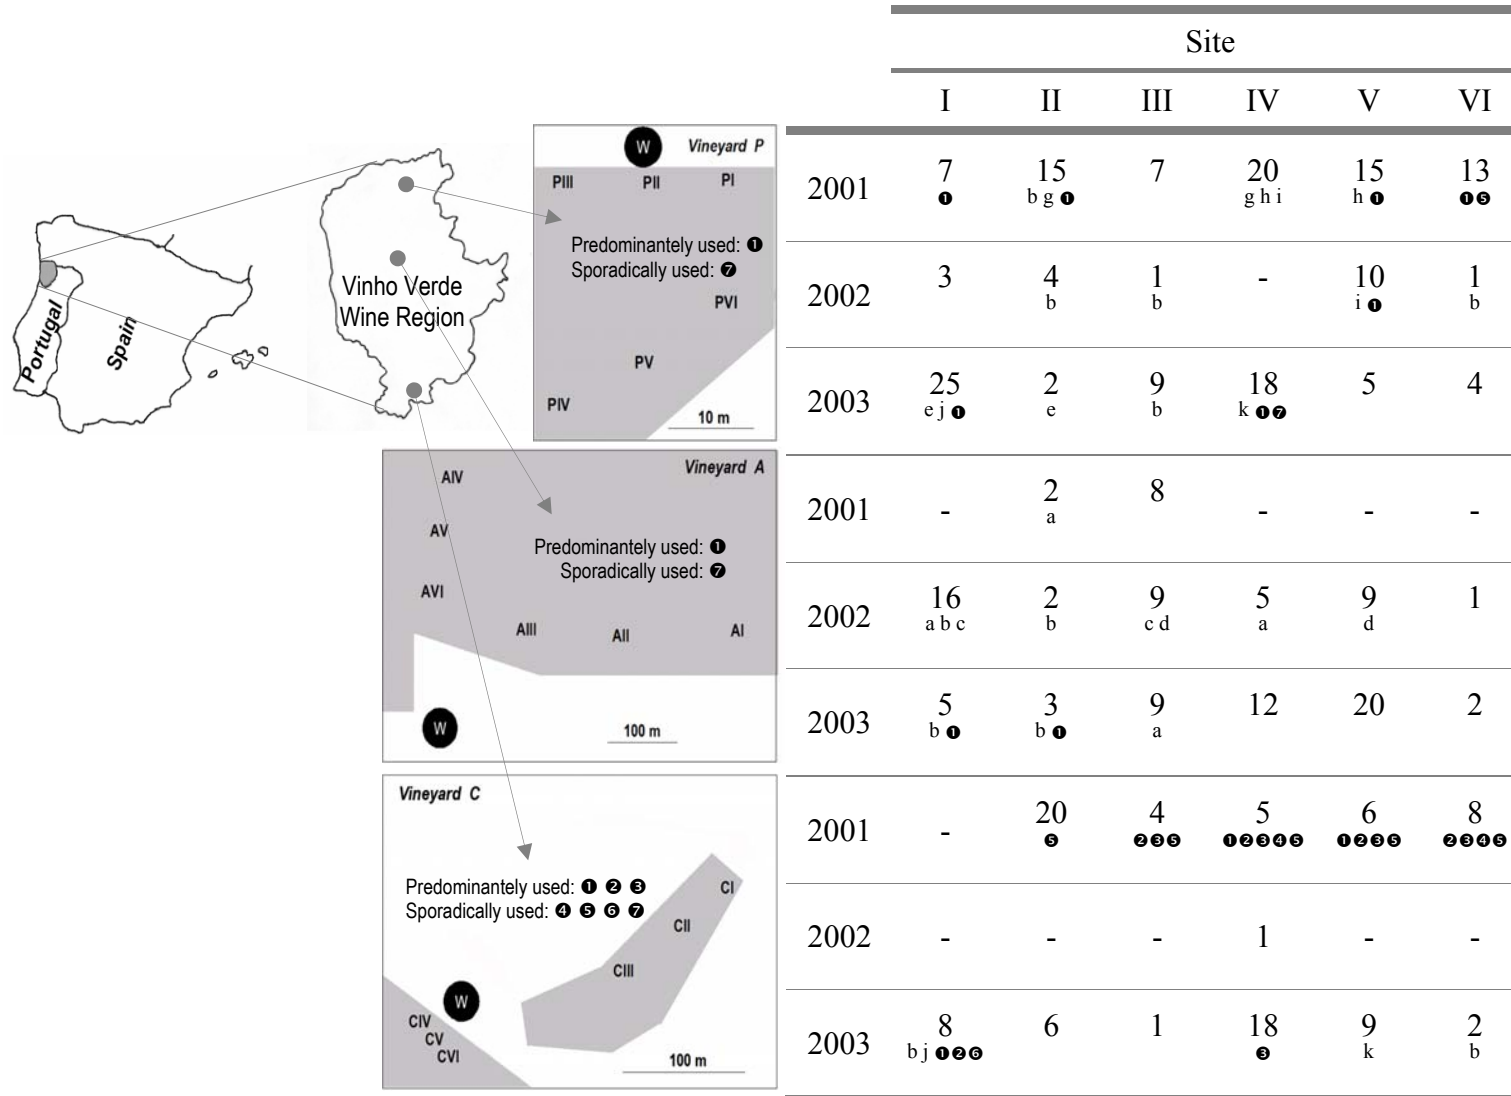 Site
I II III IV V VI
Portugal
Spain
Vinho Verde
Wine Region
W Vineyard P
PIII PII PI
Predominantely used: ❶
Sporadically used: ❼
PVI
PV
PIV
10 m
2001 7 15 7 20 15 13
❶ b g ❶ g h i h ❶ ❶❺
2002 3 4 1 - 10 1
b b i ❶ b
2003 25 2 9 18 5 4
e j ❶ e b k ❶❼
Vineyard A
AIV
AV
Predominantely used: ❶
Sporadically used: ❼
AVI
AIII AII AI
W
100 m
2001 - 2 8 - - -
a
2002 16 2 9 5 9 1
a b c b c d a d
2003 5 3 9 12 20 2
b ❶ b ❶ a
Vineyard C
Predominantely used: ❶ ❷ ❸
Sporadically used: ❹ ❺ ❻ ❼
CI
CII
CIII
W
CIV
CV
CVI
100 m
2001 - 20 4 5 6 8
❺ ❷❸❺ ❶❷❸❹❺ ❶❷❸❺ ❷❸❹❺
2002 - - - 1 - -
2003 8 6 1 18 9 2
b j ❶❷❻ ❸ k b